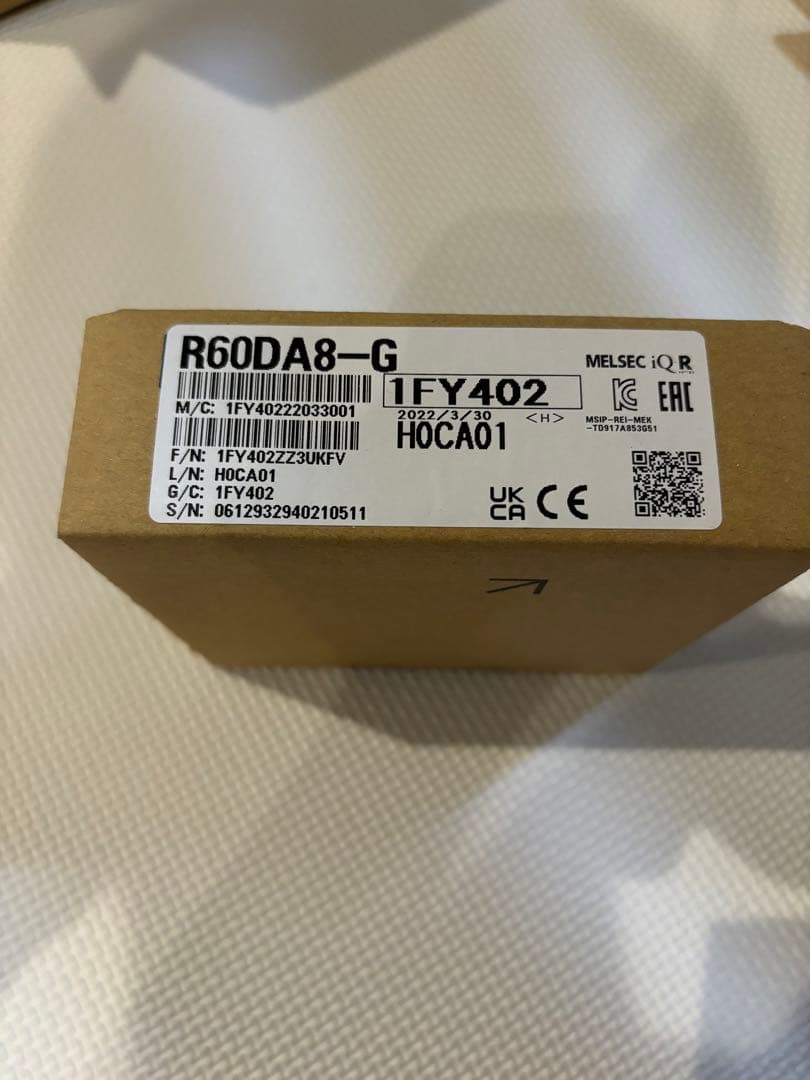 R60DA8-G
MELSEC iQ-R
1FY402
M/C: 1FY40222033001
2022/3/30 <H>
MSIP-REI-MEK
-TD917A853G51
H0CA01
F/N: 1FY402ZZ3UKFV
L/N: H0CA01
G/C: 1FY402
S/N: 0612932940210511
UK
CA CE
EAC